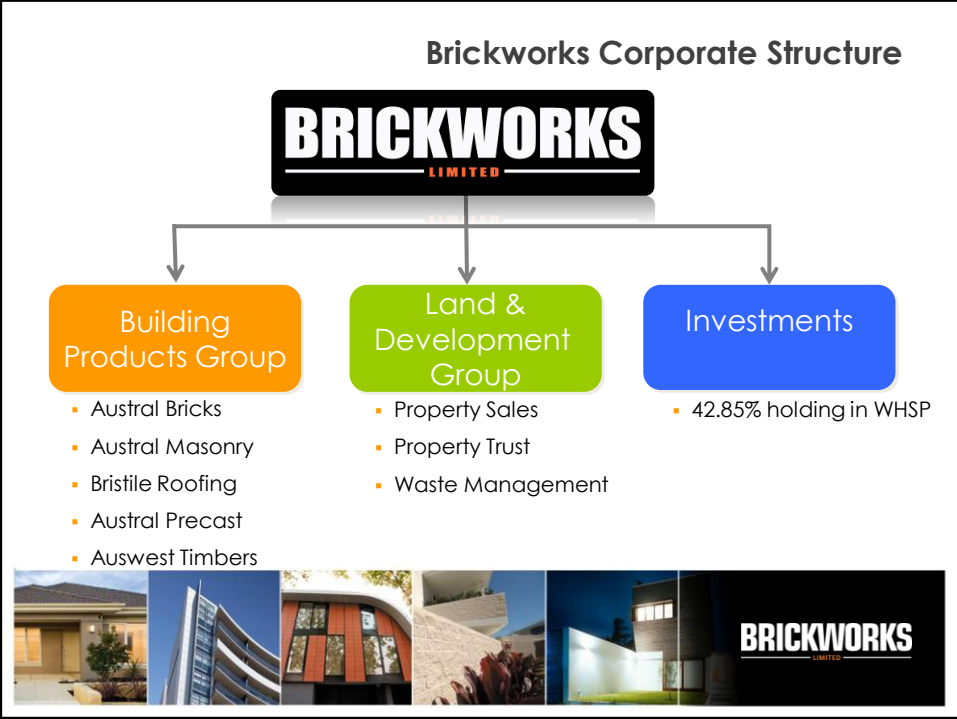 Brickworks Corporate Structure
BRICKWORKS
LIMITED
Building
Products Group
▪ Austral Bricks
▪ Austral Masonry
▪ Bristile Roofing
▪ Austral Precast
▪ Auswest Timbers
Land &
Development
Group
▪ Property Sales
▪ Property Trust
▪ Waste Management
Investments
▪ 42.85% holding in WHSP
BRICKWORKS
LIMITED